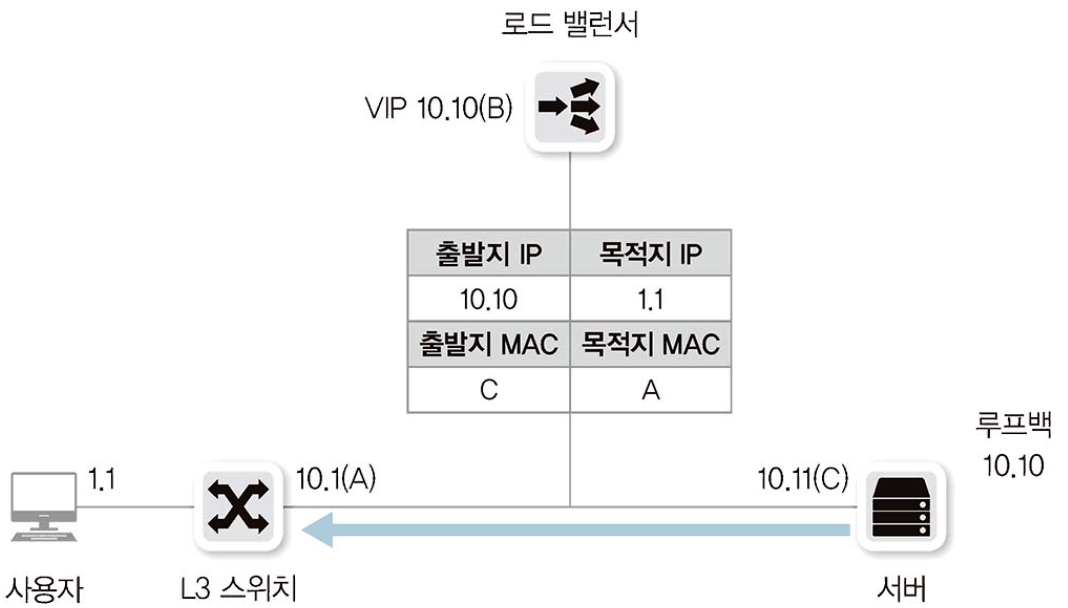 로드 밸런서
VIP 10.10(B)
출발지 IP 목적지 IP
10.10 1.1
출발지 MAC 목적지 MAC
C A
루프백
10.10
1.1 10.1(A) 10.11(C)
사용자 L3 스위치 서버